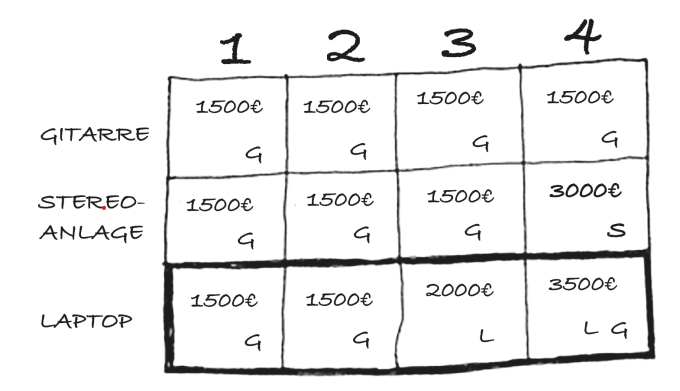 1 2 3 4
GITARRE 1500€ G 1500€ G 1500€ G 1500€ G
STEREO-
ANLAGE 1500€ G 1500€ G 1500€ G 3000€ S
LAPTOP 1500€ G 1500€ G 2000€ L 3500€ L G